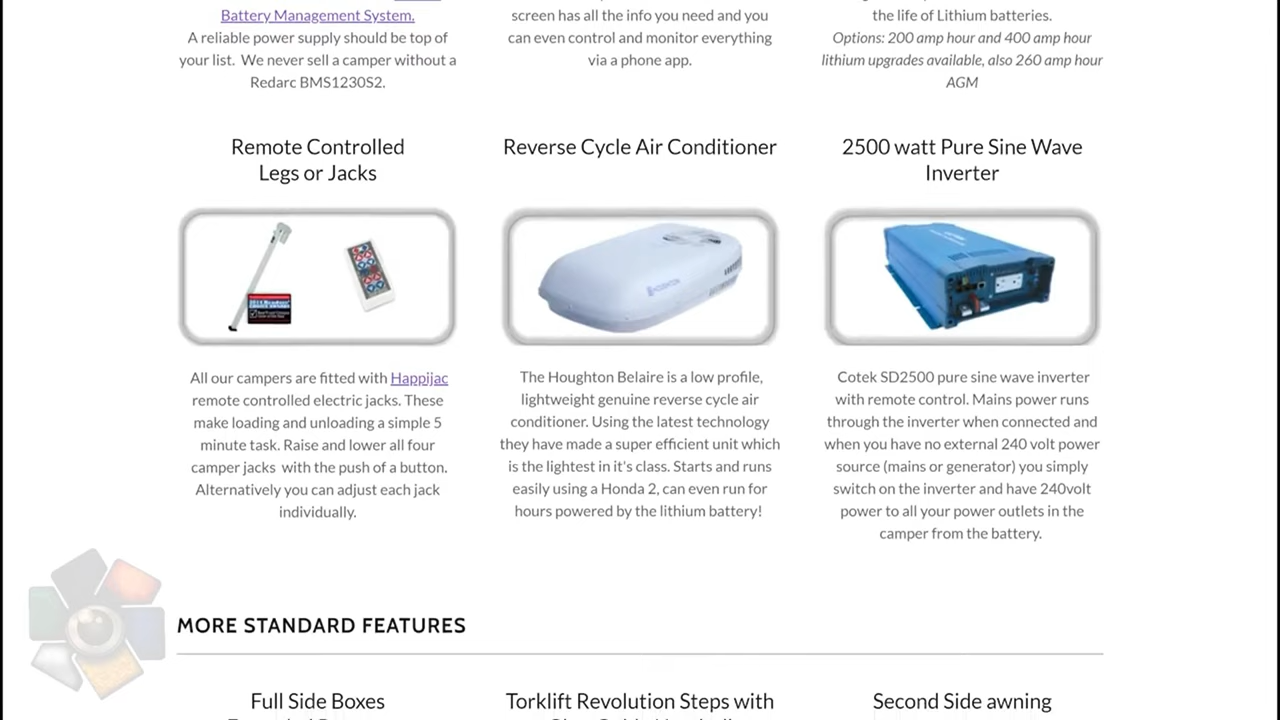 Battery Management System.
A reliable power supply should be top of
your list. We never sell a camper without a
Redarc BMS1230S2.
screen has all the info you need and you
can even control and monitor everything
via a phone app.
the life of Lithium batteries.
Options: 200 amp hour and 400 amp hour
lithium upgrades available, also 260 amp hour
AGM
Remote Controlled
Legs or Jacks
Reverse Cycle Air Conditioner
2500 watt Pure Sine Wave
Inverter
All our campers are fitted with Happijac
remote controlled electric jacks. These
make loading and unloading a simple 5
minute task. Raise and lower all four
camper jacks with the push of a button.
Alternatively you can adjust each jack
individually.
The Houghton Belaire is a low profile,
lightweight genuine reverse cycle air
conditioner. Using the latest technology
they have made a super efficient unit which
is the lightest in it's class. Starts and runs
easily using a Honda 2, can even run for
hours powered by the lithium battery!
Cotek SD2500 pure sine wave inverter
with remote control. Mains power runs
through the inverter when connected and
when you have no external 240 volt power
source (mains or generator) you simply
switch on the inverter and have 240volt
power to all your power outlets in the
camper from the battery.
MORE STANDARD FEATURES
Full Side Boxes
Torklift Revolution Steps with
Second Side awning